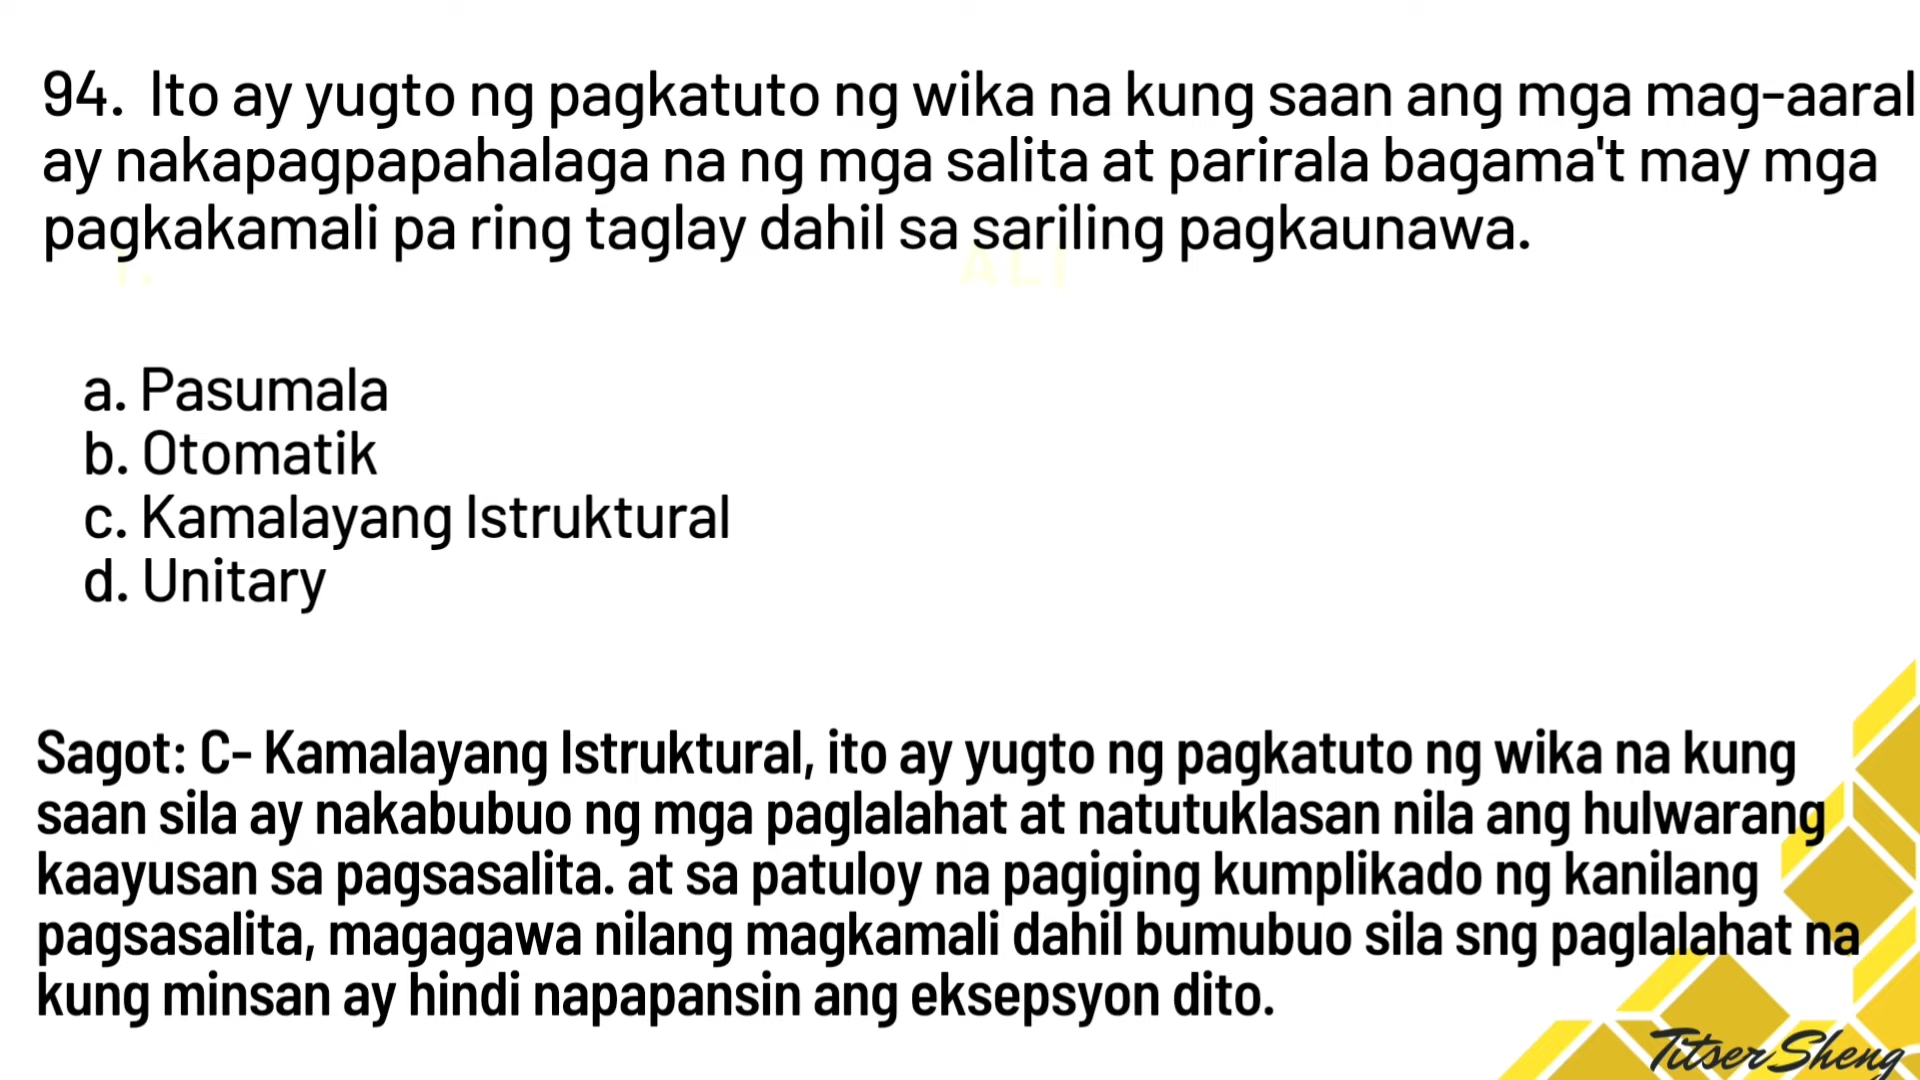 94. Ito ay yugto ng pagkatuto ng wika na kung saan ang mga mag-aaral
ay nakapagpapahalaga na ng mga salita at parirala bagama't may mga
pagkakamali pa ring taglay dahil sa sariling pagkaunawa.
ALI
a. Pasumala
b. Otomatik
c. Kamalayang Istruktural
d. Unitary
Sagot: C- Kamalayang Istruktural, ito ay yugto ng pagkatuto ng wika na kung
saan sila ay nakabubuo ng mga paglalahat at natutuklasan nila ang hulwarang
kaayusan sa pagsasalita. at sa patuloy na pagiging kumplikado ng kanilang
pagsasalita, magagawa nilang magkamali dahil bumubuo sila sng paglalahat na
kung minsan ay hindi napapansin ang eksepsyon dito.
Titser Sheng